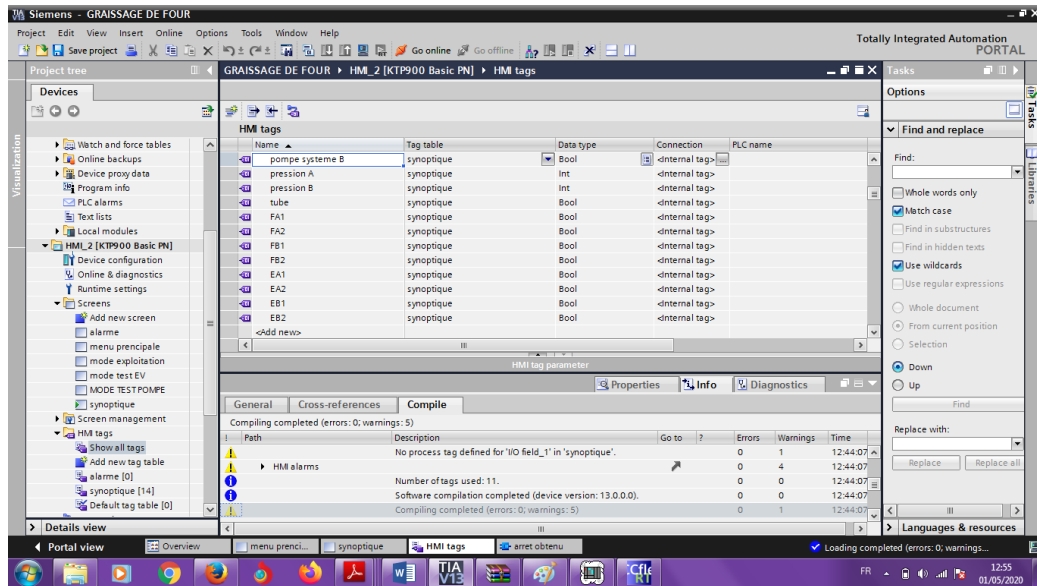 Siemens - GRAISSAGE DE FOUR
Project Edit View Insert Online Options Tools Window Help
Totally Integrated Automation
PORTAL
Save project
Go online
Go offline
Project tree
GRAISSAGE DE FOUR HMI_2 [KTP900 Basic PN] HMI tags
Tasks
Devices
Options
Visualization
Tasks
Libraries
HMI tags
Find and replace
Name Tag table Data type Connection PLC name
pompe systeme B synoptique Bool <Internal tag>
pression A synoptique Int <Internal tag>
pression B synoptique Int <Internal tag>
tube synoptique Bool <Internal tag>
FA1 synoptique Bool <Internal tag>
FA2 synoptique Bool <Internal tag>
FB1 synoptique Bool <Internal tag>
FB2 synoptique Bool <Internal tag>
EA1 synoptique Bool <Internal tag>
EA2 synoptique Bool <Internal tag>
EB1 synoptique Bool <Internal tag>
EB2 synoptique Bool <Internal tag>
<Add new>
Watch and force tables
Online backups
Device proxy data
Program info
PLC alarms
Text lists
Local modules
HMI_2 [KTP900 Basic PN]
Device configuration
Online & diagnostics
Runtime settings
Screens
Add new screen
alarme
menu prencipale
mode exploitation
mode test EV
MODE TEST POMPE
synoptique
Screen management
HMI tags
Show all tags
Add new tag table
alarme [0]
synoptique [14]
Default tag table [0]
Details view
HMI tag parameter
Properties Info Diagnostics
General Cross-references Compile
Compiling completed (errors: 0; warnings: 5)
! Path Description Go to ? Errors Warnings Time
No process tag defined for 'I/O field_1' in 'synoptique'. 0 1 12:44:07
HMI alarms 0 4 12:44:07
Number of tags used: 11. 0 0 12:44:07
Software compilation completed (device version: 13.0.0.0). 0 0 12:44:07
Compiling completed (errors: 0; warnings: 5) 0 1 12:44:07
Find:
Whole words only
Match case
Find in substructures
Find in hidden texts
Use wildcards
Use regular expressions
Whole document
From current position
Selection
Down
Up
Find
Replace with:
Replace Replace all
Languages & resources
Portal view Overview menu prenci... synoptique HMI tags arret obtenu
Loading completed (errors: 0; warnings...
TIA
V13
RT
FR
12:55
01/05/2020